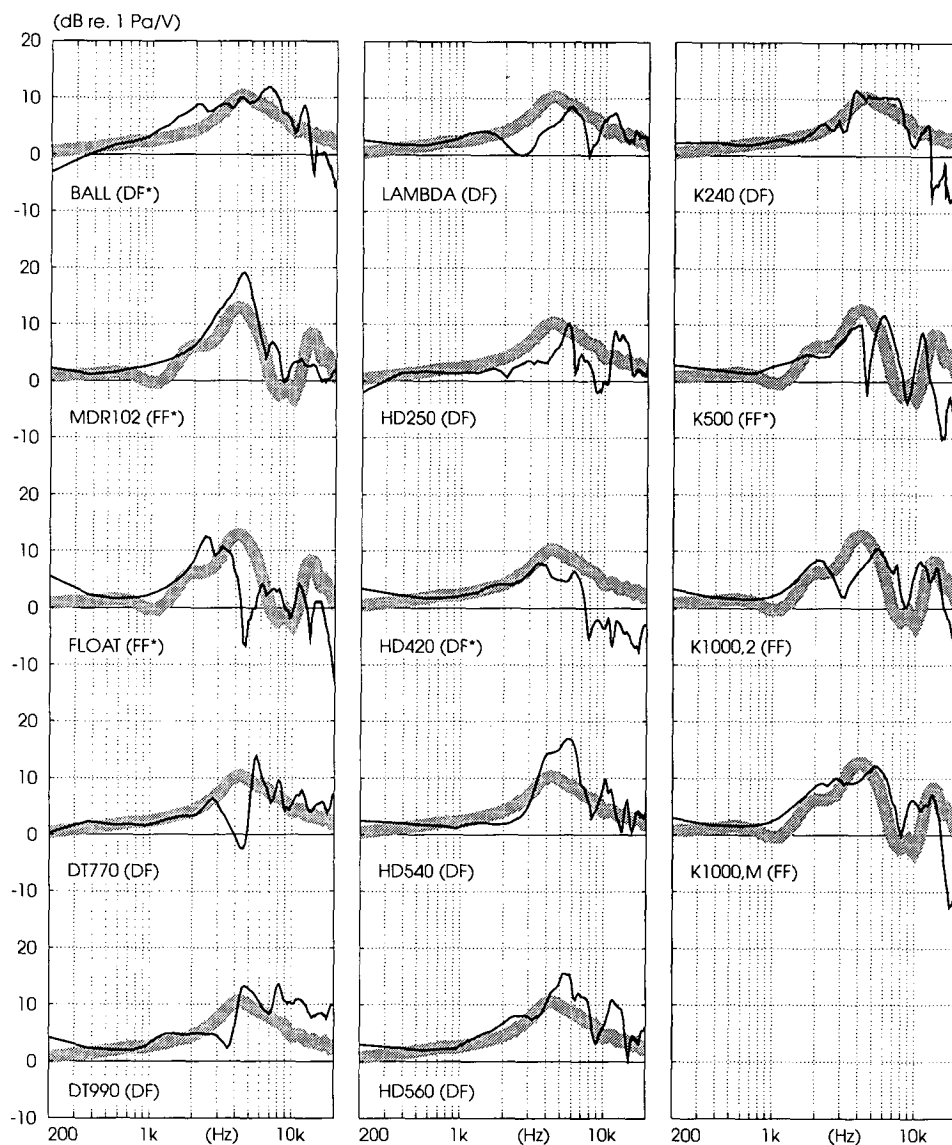 (dB re. 1 Pa/V)
20
10
0
BALL (DF*)
LAMBDA (DF)
K240 (DF)
-10
20
10
0
MDR102 (FF*)
HD250 (DF)
K500 (FF*)
-10
20
10
0
FLOAT (FF*)
HD420 (DF*)
K1000,2 (FF)
-10
20
10
0
DT770 (DF)
HD540 (DF)
K1000,M (FF)
-10
20
10
0
DT990 (DF)
HD560 (DF)
-10
200 1k (Hz) 10k
200 1k (Hz) 10k
200 1k (Hz) 10k